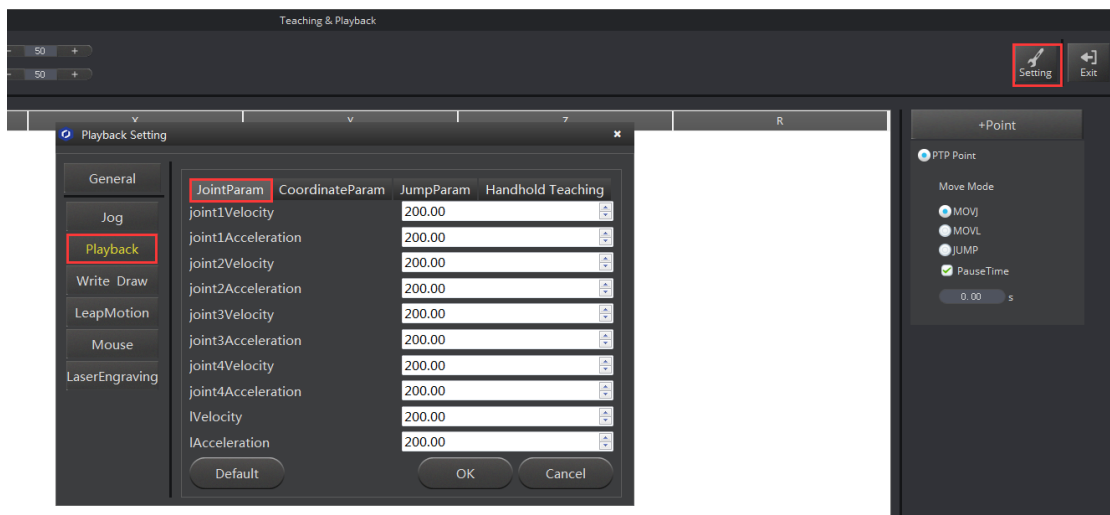 Teaching & Playback
- 50 +
- 50 +
Setting
Exit
X Y Z R
Playback Setting
General
Jog
Playback
Write Draw
LeapMotion
Mouse
LaserEngraving
JointParam CoordinateParam JumpParam Handhold Teaching
joint1Velocity 200.00
joint1Acceleration 200.00
joint2Velocity 200.00
joint2Acceleration 200.00
joint3Velocity 200.00
joint3Acceleration 200.00
joint4Velocity 200.00
joint4Acceleration 200.00
lVelocity 200.00
lAcceleration 200.00
Default OK Cancel
+Point
PTP Point
Move Mode
MOVJ
MOVL
JUMP
PauseTime
0.00 s